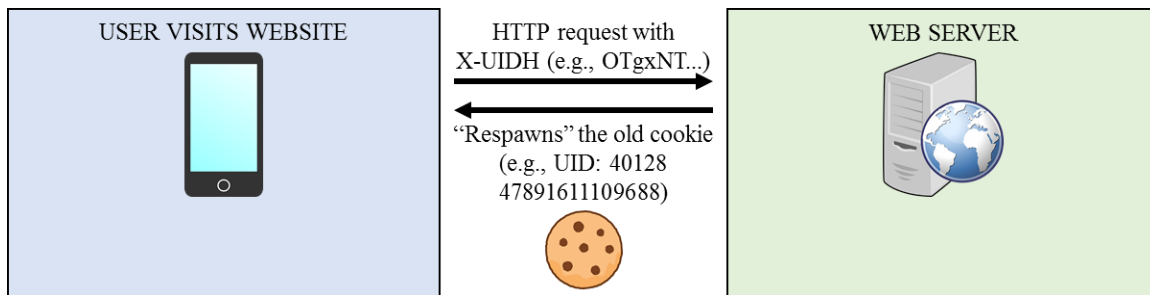 USER VISITS WEBSITE
HTTP request with
X-UIDH (e.g., OTgxNT...)
“Respawns” the old cookie
(e.g., UID: 40128
47891611109688)
WEB SERVER